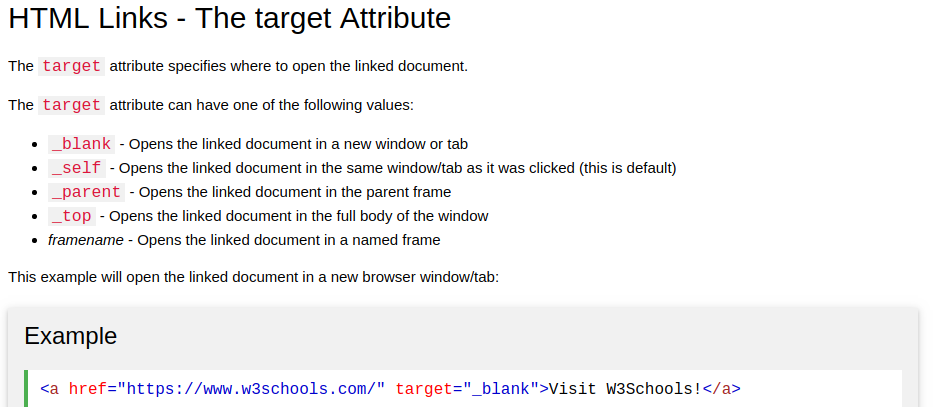 HTML Links - The target Attribute
The target attribute specifies where to open the linked document.
The target attribute can have one of the following values:
_blank - Opens the linked document in a new window or tab
_self - Opens the linked document in the same window/tab as it was clicked (this is default)
_parent - Opens the linked document in the parent frame
_top - Opens the linked document in the full body of the window
framename - Opens the linked document in a named frame
This example will open the linked document in a new browser window/tab:
Example
<a href="https://www.w3schools.com/" target="_blank">Visit W3Schools!</a>